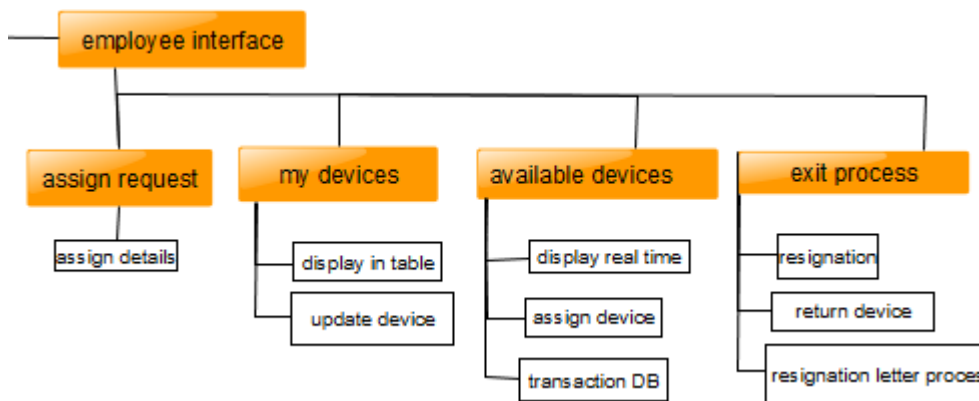 employee interface
assign request
my devices
available devices
exit process
assign details
display in table
update device
display real time
assign device
transaction DB
resignation
return device
resignation letter proces